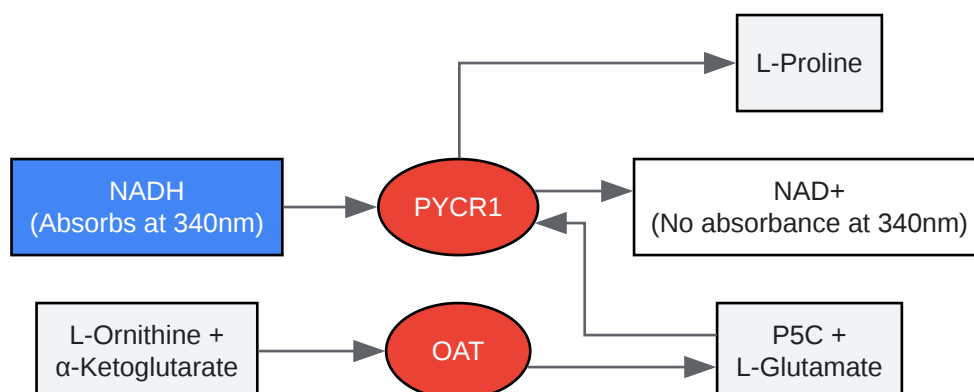 L-Proline
NADH
(Absorbs at 340nm)
PYCR1
NAD+
(No absorbance at 340nm)
L-Ornithine +
α-Ketoglutarate
OAT
P5C +
L-Glutamate